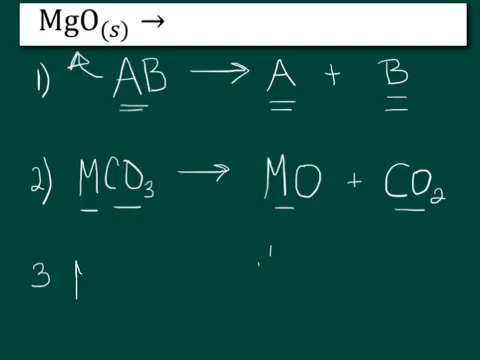 MgO(s) →
1) AB → A + B
2) MCO3 → MO + CO2
3